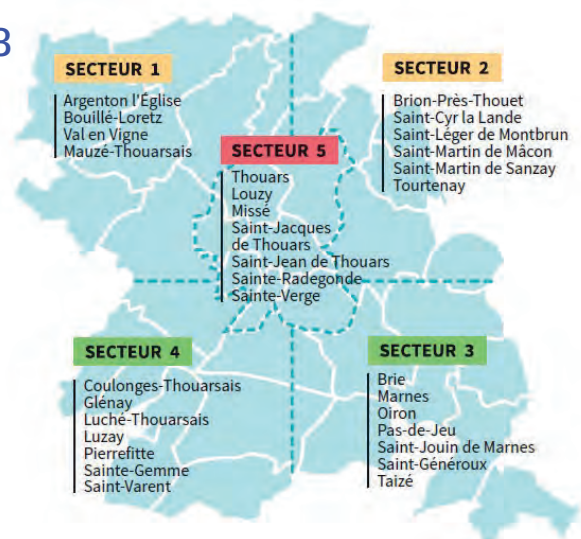 3
SECTEUR 1
Argenton l'Église
Bouillé-Loretz
Val en Vigne
Mauzé-Thouarsais
SECTEUR 2
Brion-Près-Thouet
Saint-Cyr la Lande
Saint-Léger de Montbrun
Saint-Martin de Mâcon
Saint-Martin de Sanzay
Tourtenay
SECTEUR 5
Thouars
Louzy
Missé
Saint-Jacques
de Thouars
Saint-Jean de Thouars
Sainte-Radegonde
Sainte-Verge
SECTEUR 4
Coulonges-Thouarsais
Glénay
Luché-Thouarsais
Luzay
Pierrefitte
Sainte-Gemme
Saint-Varent
SECTEUR 3
Brie
Marnes
Oiron
Pas-de-Jeu
Saint-Jouin de Marnes
Saint-Généroux
Taizé